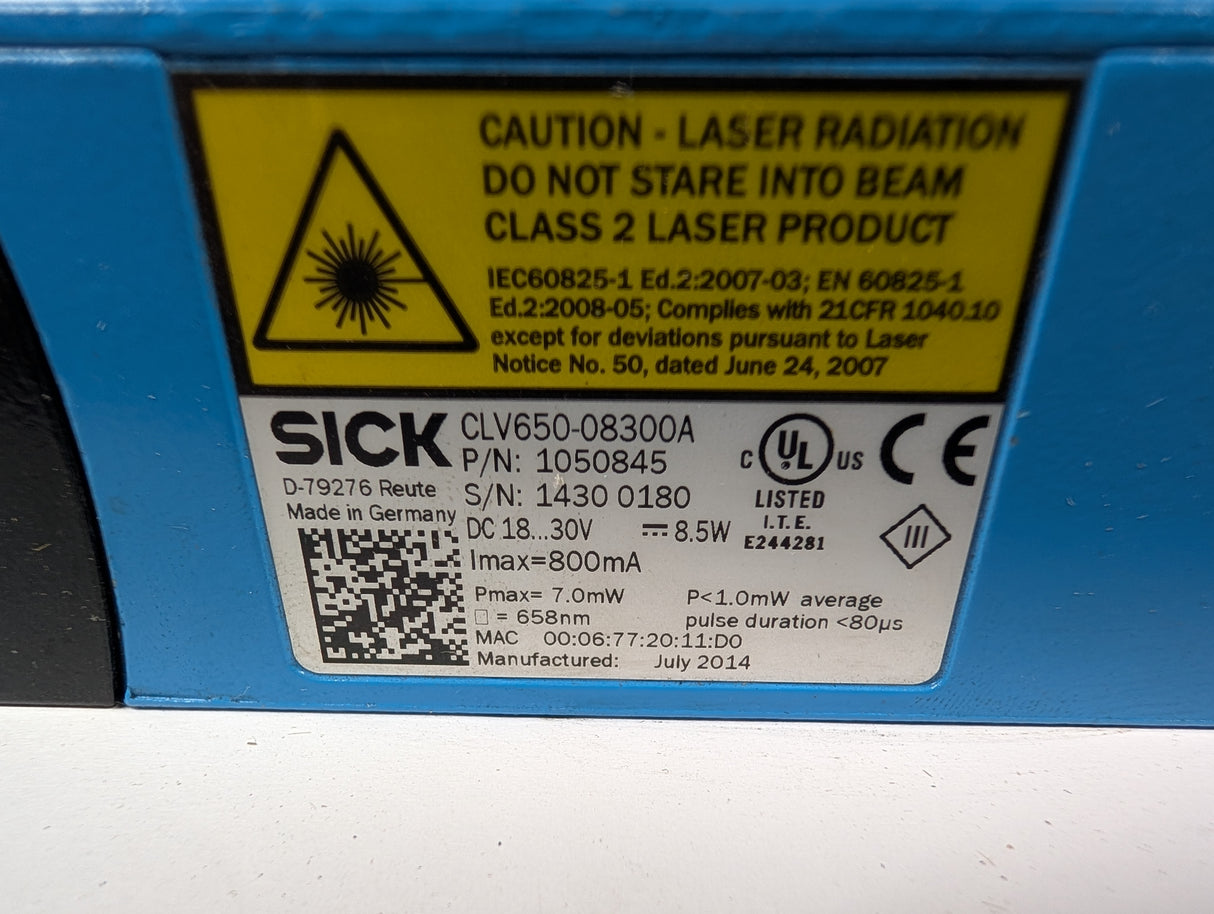 CAUTION - LASER RADIATION
DO NOT STARE INTO BEAM
CLASS 2 LASER PRODUCT
IEC60825-1 Ed.2:2007-03; EN 60825-1
Ed.2:2008-05; Complies with 21CFR 1040.10
except for deviations pursuant to Laser
Notice No. 50, dated June 24, 2007
SICK
D-79276 Reute
Made in Germany
CLV650-08300A
P/N: 1050845
S/N: 1430 0180
DC 18...30V ⎓ 8.5W
Imax=800mA
Pmax= 7.0mW
□ = 658nm
P<1.0mW average
pulse duration <80µs
MAC 00:06:77:20:11:D0
Manufactured: July 2014
C UL US
LISTED
I.T.E.
E244281
CE
III